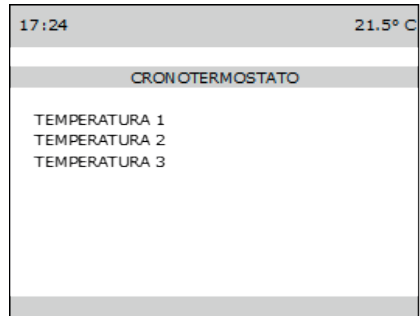 17:24 21.5° C
CRONOTERMOSTATO
TEMPERATURA 1
TEMPERATURA 2
TEMPERATURA 3